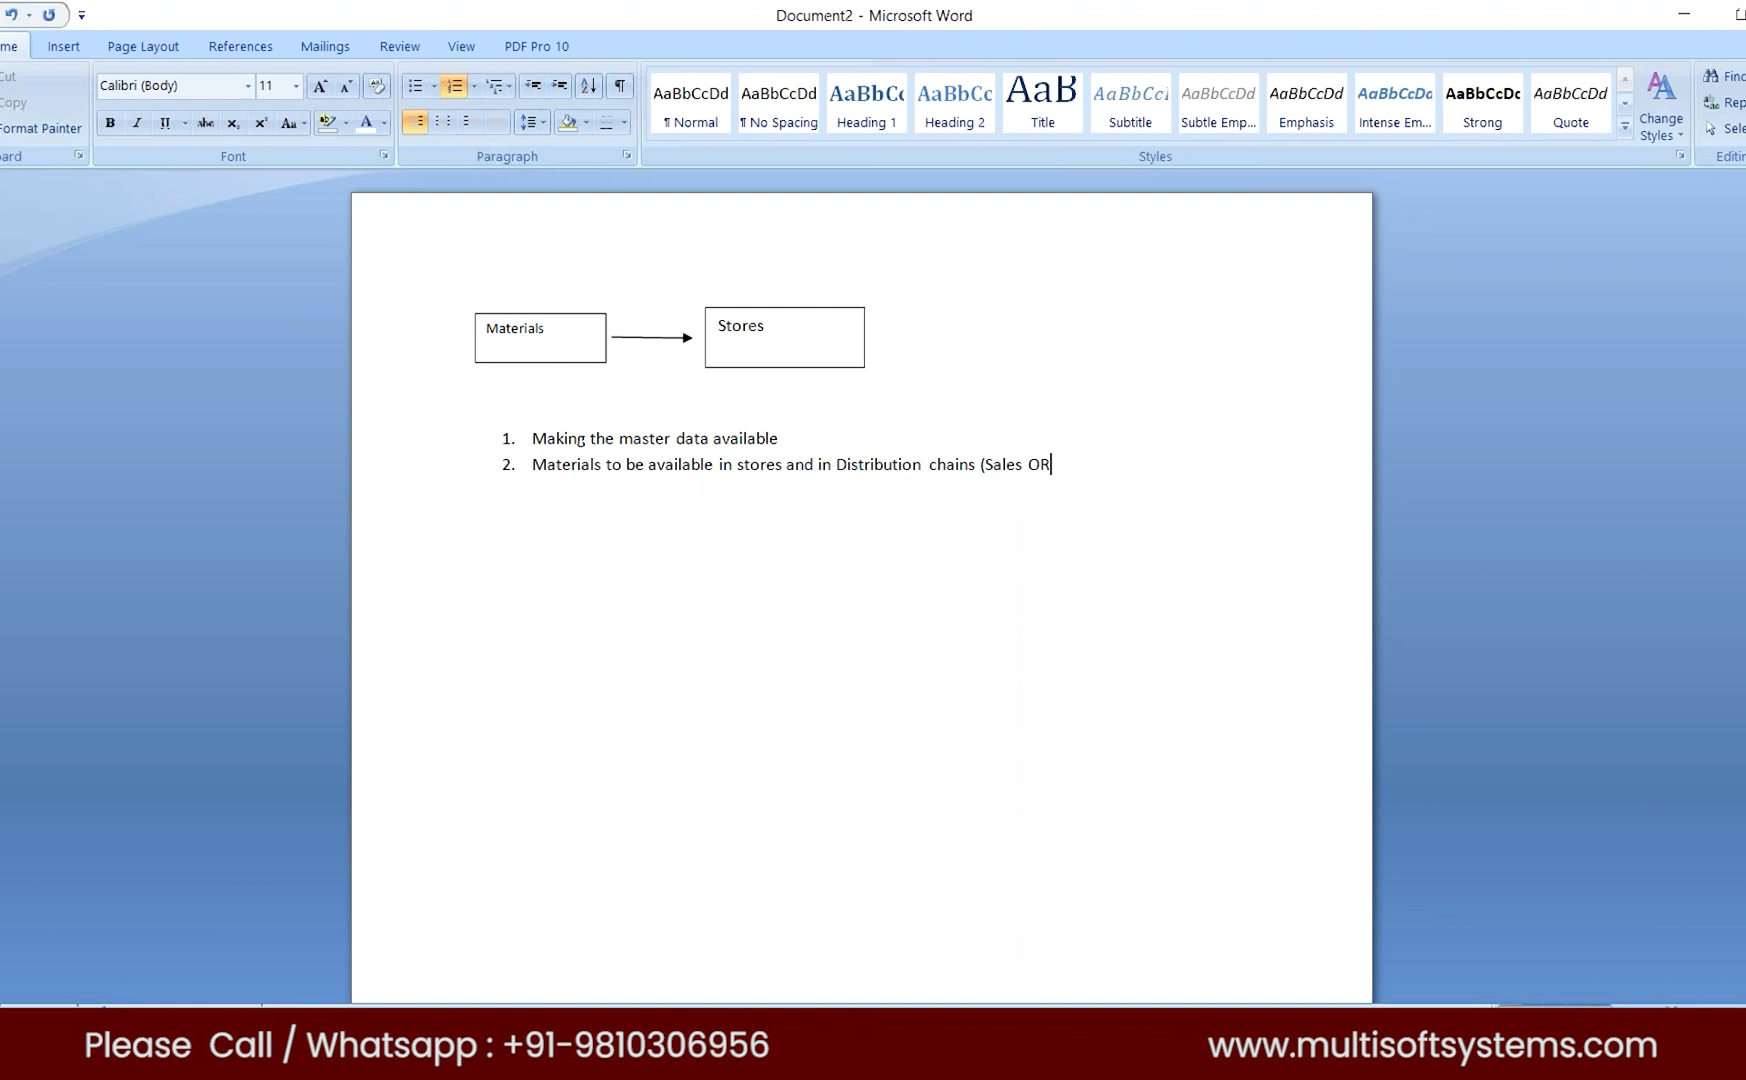 Document2 - Microsoft Word
me Insert Page Layout References Mailings Review View PDF Pro 10
Cut
Copy
Format Painter
ard
Calibri (Body) 11
Font
Paragraph
AaBbCcDd AaBbCcDd AaBbCc AaBbCc AaB AaBbCcl AaBbCcDd AaBbCcDd AaBbCcDd AaBbCcDc AaBbCcDd
¶ Normal ¶ No Spacing Heading 1 Heading 2 Title Subtitle Subtle Emp... Emphasis Intense Em... Strong Quote
Change
Styles
Styles
Find
Rep
Sele
Editin
Materials
Stores
1. Making the master data available
2. Materials to be available in stores and in Distribution chains (Sales OR
Please Call / Whatsapp : +91-9810306956
www.multisoftsystems.com